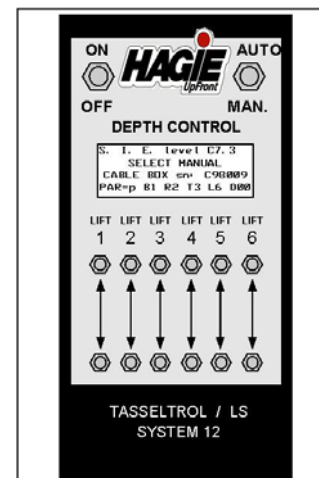 ON HAGIE AUTO
UpFront
OFF MAN.
DEPTH CONTROL
S. I. E. level C7.3
SELECT MANUAL
CABLE BOX sn: C98009
PAR=p B1 R2 T3 L6 D00
LIFT LIFT LIFT LIFT LIFT LIFT
1 2 3 4 5 6
TASSELTROL / LS
SYSTEM 12